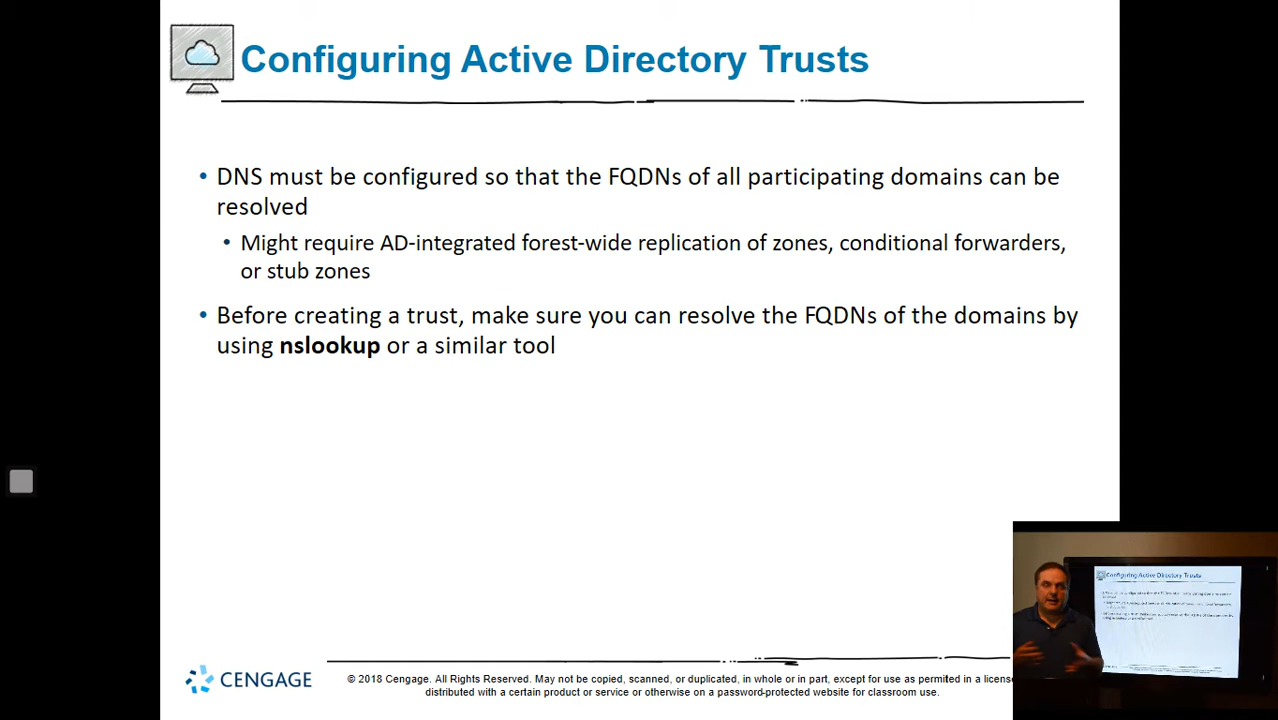 Configuring Active Directory Trusts
• DNS must be configured so that the FQDNs of all participating domains can be
resolved
• Might require AD-integrated forest-wide replication of zones, conditional forwarders,
or stub zones
• Before creating a trust, make sure you can resolve the FQDNs of the domains by
using nslookup or a similar tool
CENGAGE
© 2018 Cengage. All Rights Reserved. May not be copied, scanned, or duplicated, in whole or in part, except for use as permitted in a license
distributed with a certain product or service or otherwise on a password-protected website for classroom use.
Configuring Active Directory Trusts